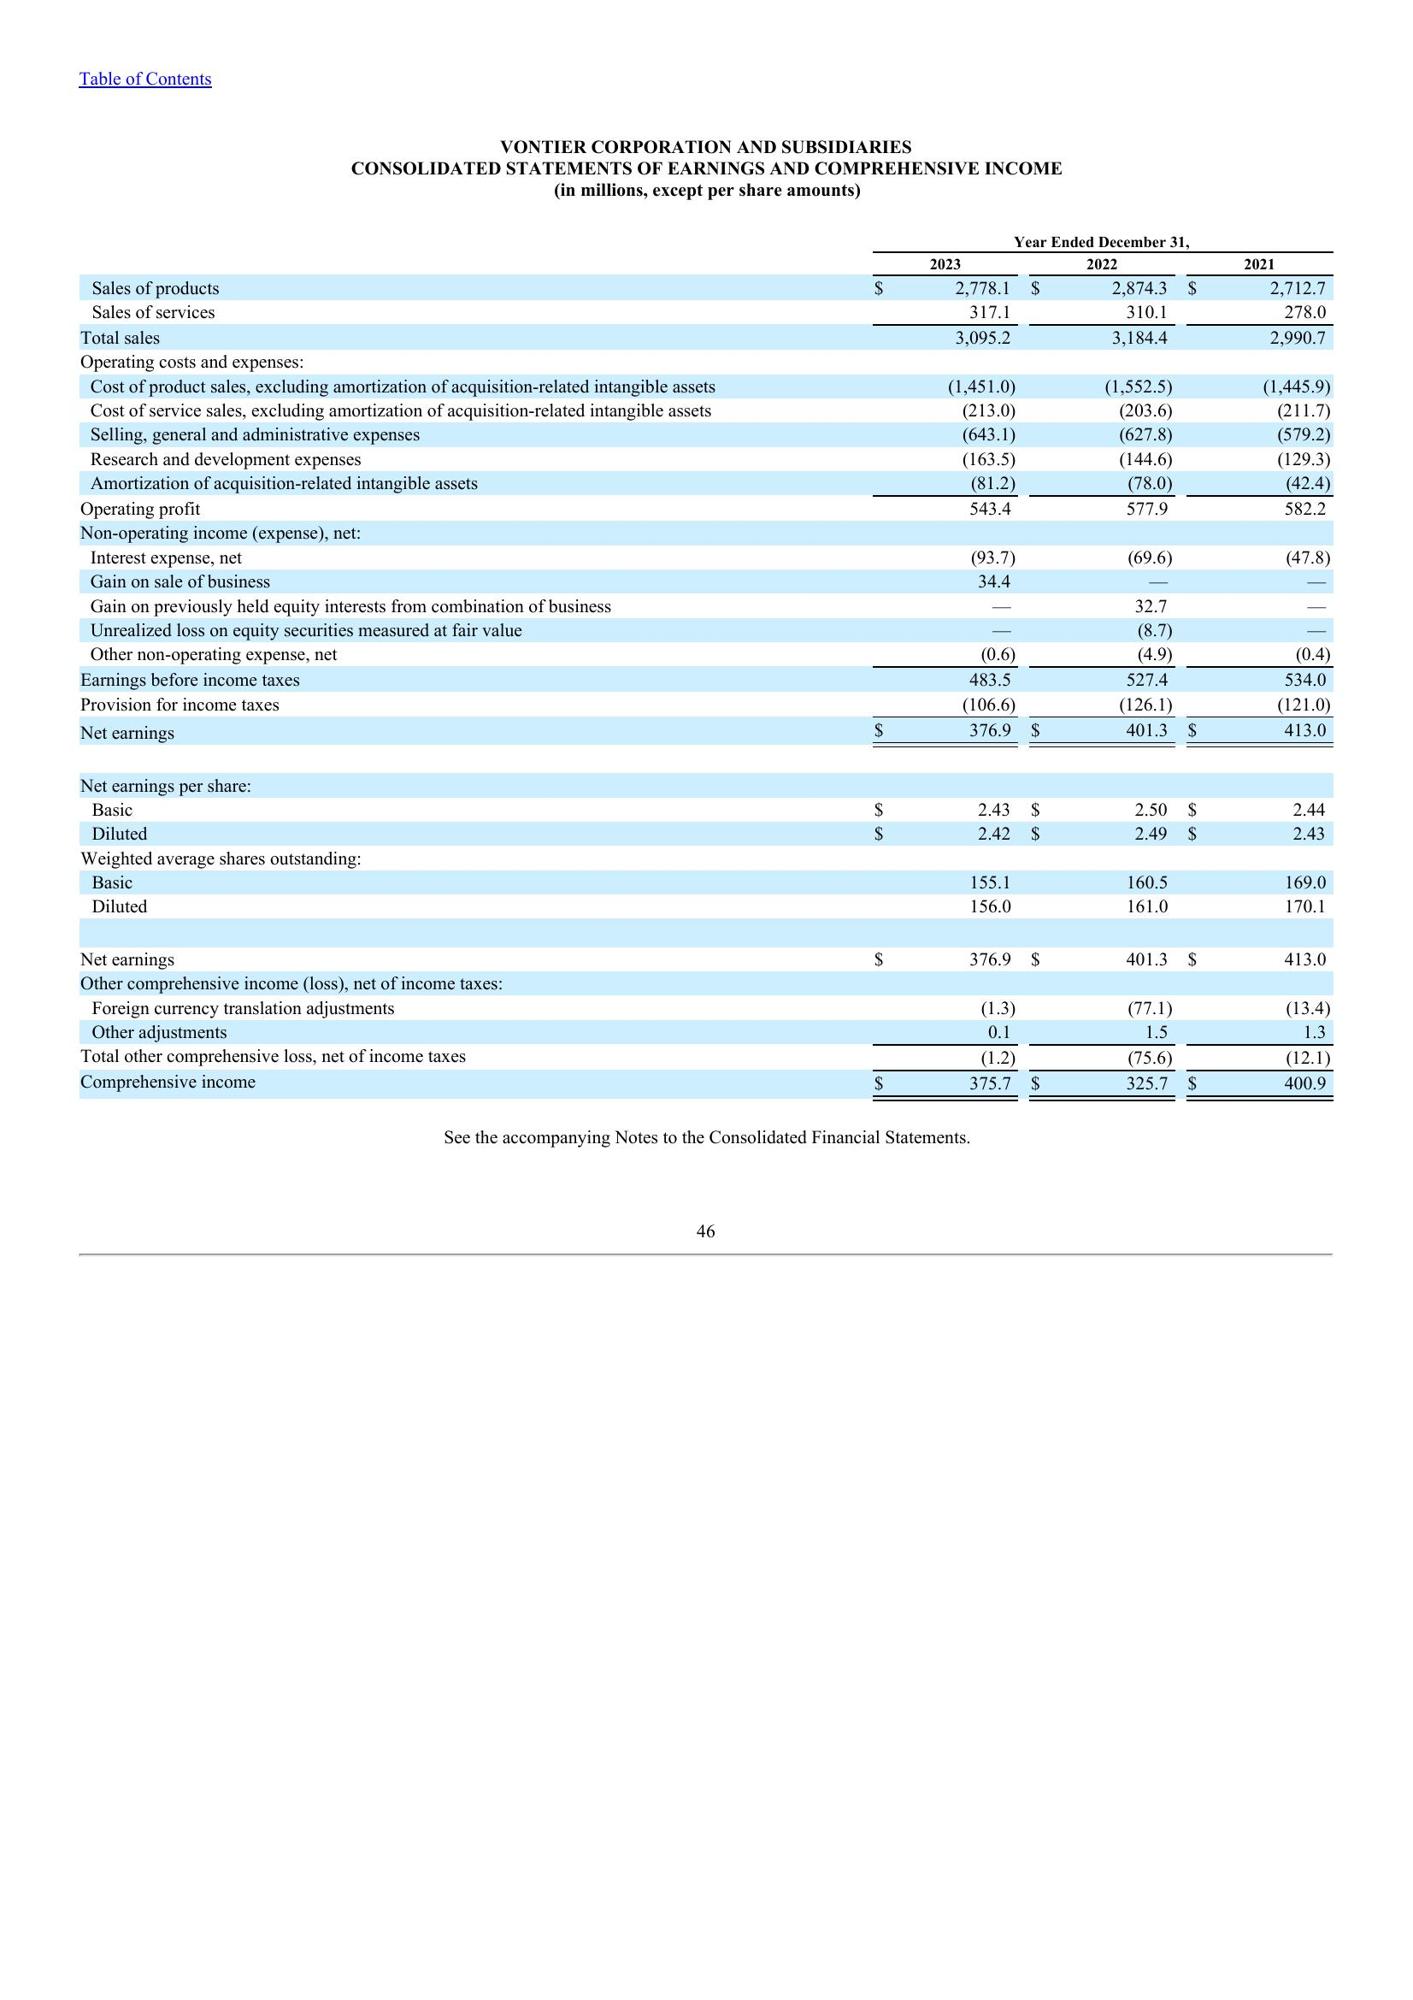 Table of Contents
VONTIER CORPORATION AND SUBSIDIARIES
CONSOLIDATED STATEMENTS OF EARNINGS AND COMPREHENSIVE INCOME
(in millions, except per share amounts)
Year Ended December 31,
2023 2022 2021
Sales of products $ 2,778.1 $ 2,874.3 $ 2,712.7
Sales of services 317.1 310.1 278.0
Total sales 3,095.2 3,184.4 2,990.7
Operating costs and expenses:
Cost of product sales, excluding amortization of acquisition-related intangible assets (1,451.0) (1,552.5) (1,445.9)
Cost of service sales, excluding amortization of acquisition-related intangible assets (213.0) (203.6) (211.7)
Selling, general and administrative expenses (643.1) (627.8) (579.2)
Research and development expenses (163.5) (144.6) (129.3)
Amortization of acquisition-related intangible assets (81.2) (78.0) (42.4)
Operating profit 543.4 577.9 582.2
Non-operating income (expense), net:
Interest expense, net (93.7) (69.6) (47.8)
Gain on sale of business 34.4 — —
Gain on previously held equity interests from combination of business — 32.7 —
Unrealized loss on equity securities measured at fair value — (8.7) —
Other non-operating expense, net (0.6) (4.9) (0.4)
Earnings before income taxes 483.5 527.4 534.0
Provision for income taxes (106.6) (126.1) (121.0)
Net earnings $ 376.9 $ 401.3 $ 413.0
Net earnings per share:
Basic $ 2.43 $ 2.50 $ 2.44
Diluted $ 2.42 $ 2.49 $ 2.43
Weighted average shares outstanding:
Basic 155.1 160.5 169.0
Diluted 156.0 161.0 170.1
Net earnings $ 376.9 $ 401.3 $ 413.0
Other comprehensive income (loss), net of income taxes:
Foreign currency translation adjustments (1.3) (77.1) (13.4)
Other adjustments 0.1 1.5 1.3
Total other comprehensive loss, net of income taxes (1.2) (75.6) (12.1)
Comprehensive income $ 375.7 $ 325.7 $ 400.9
See the accompanying Notes to the Consolidated Financial Statements.
46